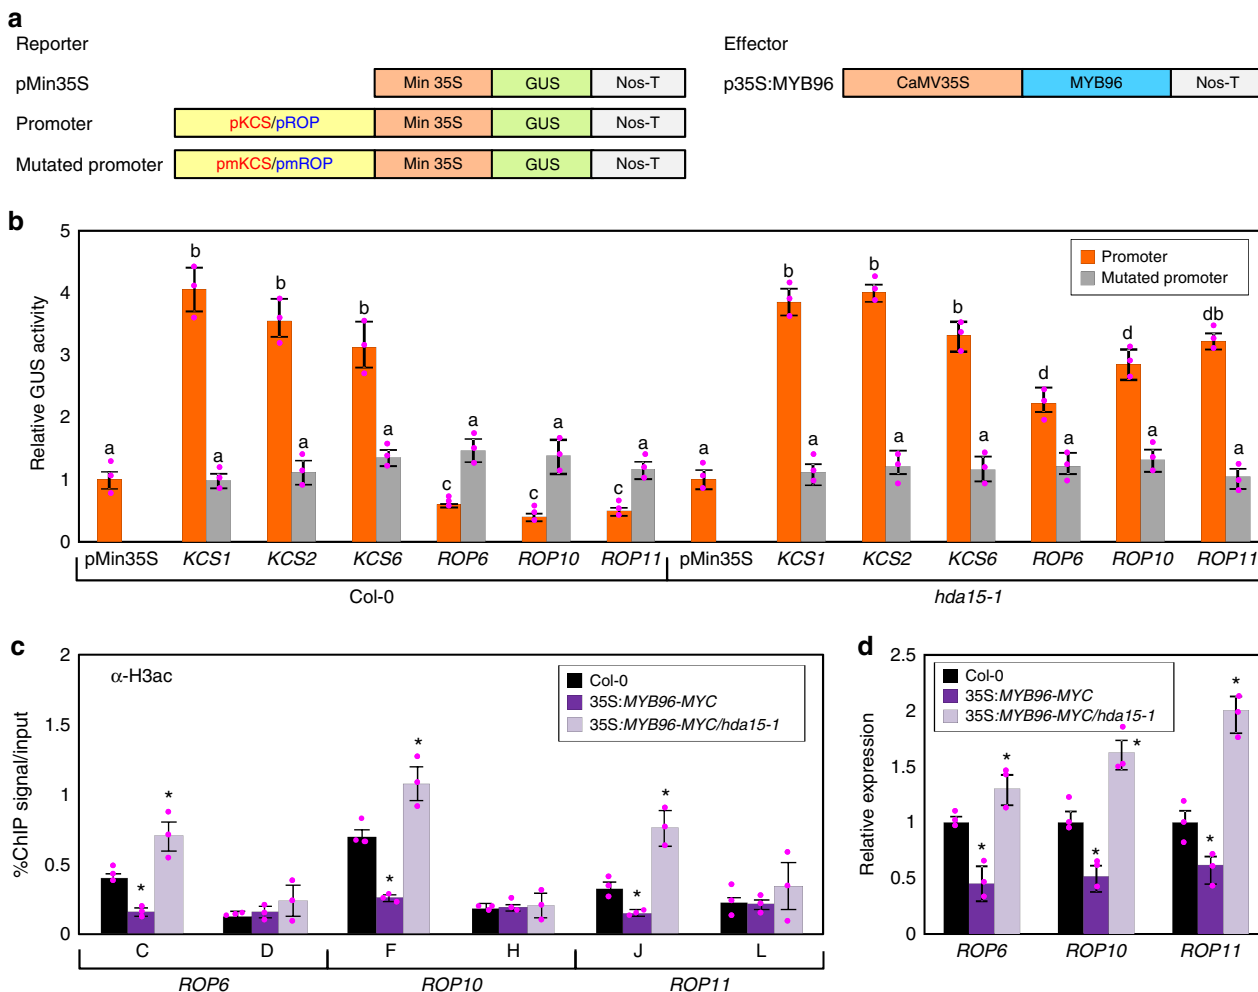 a
Reporter
Effector
pMin35S
Min 35S
GUS
Nos-T
p35S:MYB96
CaMV35S
MYB96
Nos-T
Promoter
pKCS/pROP
Min 35S
GUS
Nos-T
Mutated promoter
pmKCS/pmROP
Min 35S
GUS
Nos-T
b
Relative GUS activity
5
4
3
2
1
0
Promoter
Mutated promoter
a
b
a
b
a
b
a
c
a
c
a
c
a
a
b
a
b
a
b
a
d
a
d
a
db
a
pMin35S
KCS1
KCS2
KCS6
ROP6
ROP10
ROP11
pMin35S
KCS1
KCS2
KCS6
ROP6
ROP10
ROP11
Col-0
hda15-1
c
%ChIP signal/input
2
1.5
1
0.5
0
α-H3ac
Col-0
35S:MYB96-MYC
35S:MYB96-MYC/hda15-1
*
*
*
*
*
*
C
D
F
H
J
L
ROP6
ROP10
ROP11
d
Relative expression
2.5
2
1.5
1
0.5
0
Col-0
35S:MYB96-MYC
35S:MYB96-MYC/hda15-1
*
*
*
*
*
*
ROP6
ROP10
ROP11